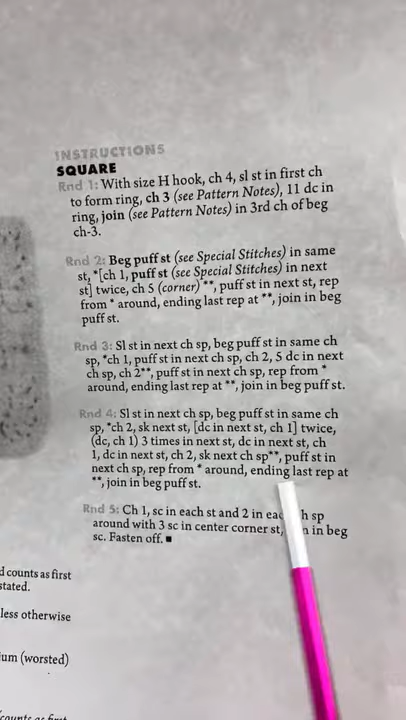 INSTRUCTIONS
SQUARE
Rnd 1: With size H hook, ch 4, sl st in first ch
to form ring, ch 3 (see Pattern Notes), 11 dc in
ring, join (see Pattern Notes) in 3rd ch of beg
ch-3.
Rnd 2: Beg puff st (see Special Stitches) in same
st, *[ch 1, puff st (see Special Stitches) in next
st] twice, ch 5 (corner)**, puff st in next st, rep
from * around, ending last rep at **, join in beg
puff st.
Rnd 3: Sl st in next ch sp, beg puff st in same ch
sp, *ch 1, puff st in next ch sp, ch 2, 5 dc in next
ch sp, ch 2**, puff st in next ch sp, rep from *
around, ending last rep at **, join in beg puff st.
Rnd 4: Sl st in next ch sp, beg puff st in same ch
sp, *ch 2, sk next st, [dc in next st, ch 1] twice,
(dc, ch 1) 3 times in next st, dc in next st, ch
1, dc in next st, ch 2, sk next ch sp**, puff st in
next ch sp, rep from * around, ending last rep at
**, join in beg puff st.
Rnd 5: Ch 1, sc in each st and 2 in h sp
around with 3 sc in center corner st, in beg
sc. Fasten off. ■
d counts as first
stated.
less otherwise
um (worsted)